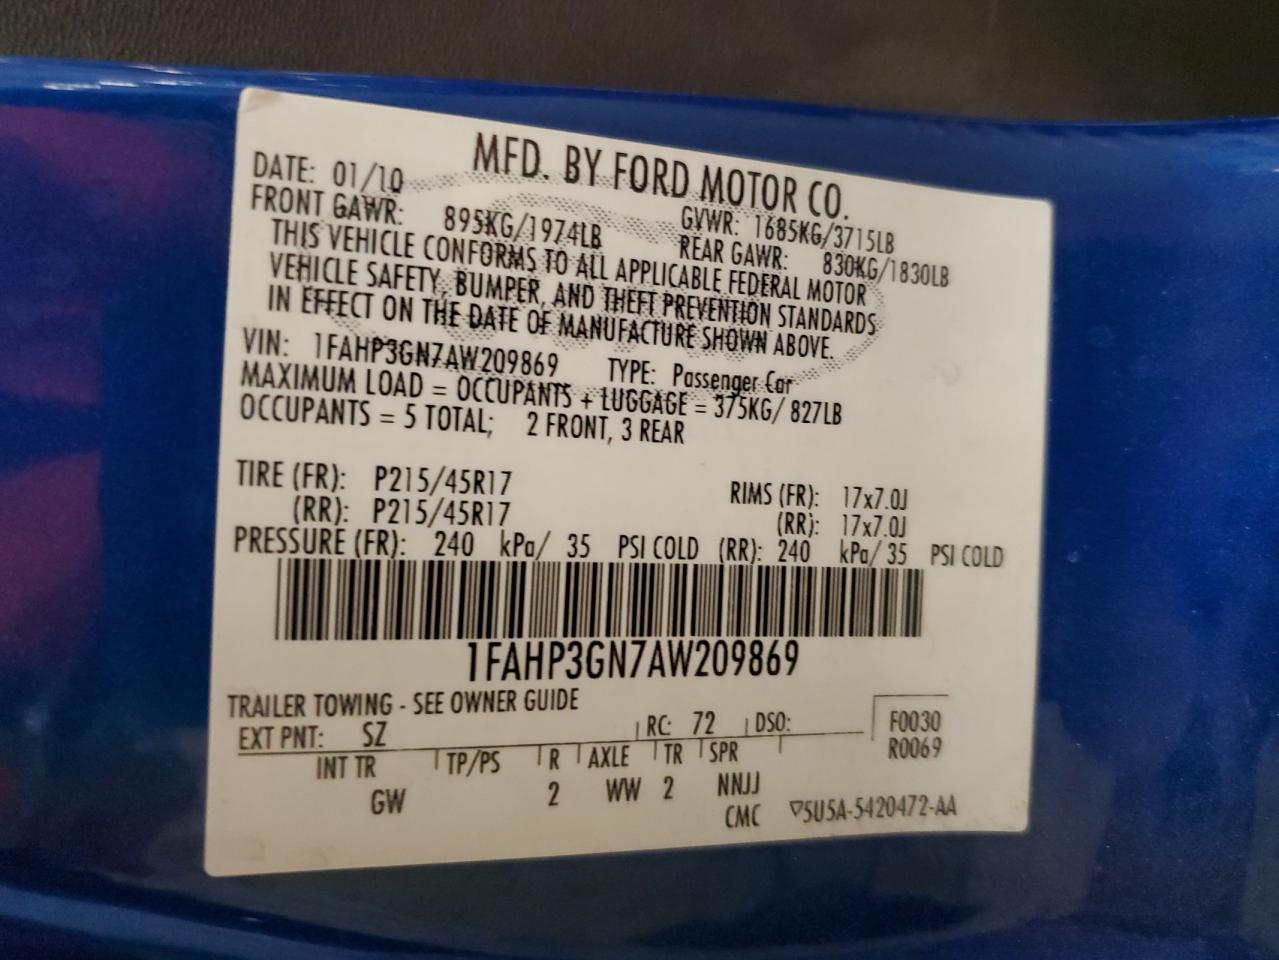 MFD. BY FORD MOTOR CO.
DATE: 01/10 GVWR: 1685KG/3715LB
FRONT GAWR: 895KG/1974LB REAR GAWR: 830KG/1830LB
THIS VEHICLE CONFORMS TO ALL APPLICABLE FEDERAL MOTOR
VEHICLE SAFETY, BUMPER, AND THEFT PREVENTION STANDARDS
IN EFFECT ON THE DATE OF MANUFACTURE SHOWN ABOVE.
VIN: 1FAHP3GN7AW209869 TYPE: Passenger Car
MAXIMUM LOAD = OCCUPANTS + LUGGAGE = 375KG/ 827LB
OCCUPANTS = 5 TOTAL; 2 FRONT, 3 REAR
TIRE (FR): P215/45R17 RIMS (FR): 17x7.0J
(RR): P215/45R17 (RR): 17x7.0J
PRESSURE (FR): 240 kPa/ 35 PSI COLD (RR): 240 kPa/ 35 PSI COLD
1FAHP3GN7AW209869
TRAILER TOWING - SEE OWNER GUIDE
EXT PNT: SZ RC: 72 DSO: F0030
R0069
INT TR TP/PS R AXLE TR SPR
GW 2 WW 2 NNJJ
CMC 5U5A-5420472-AA